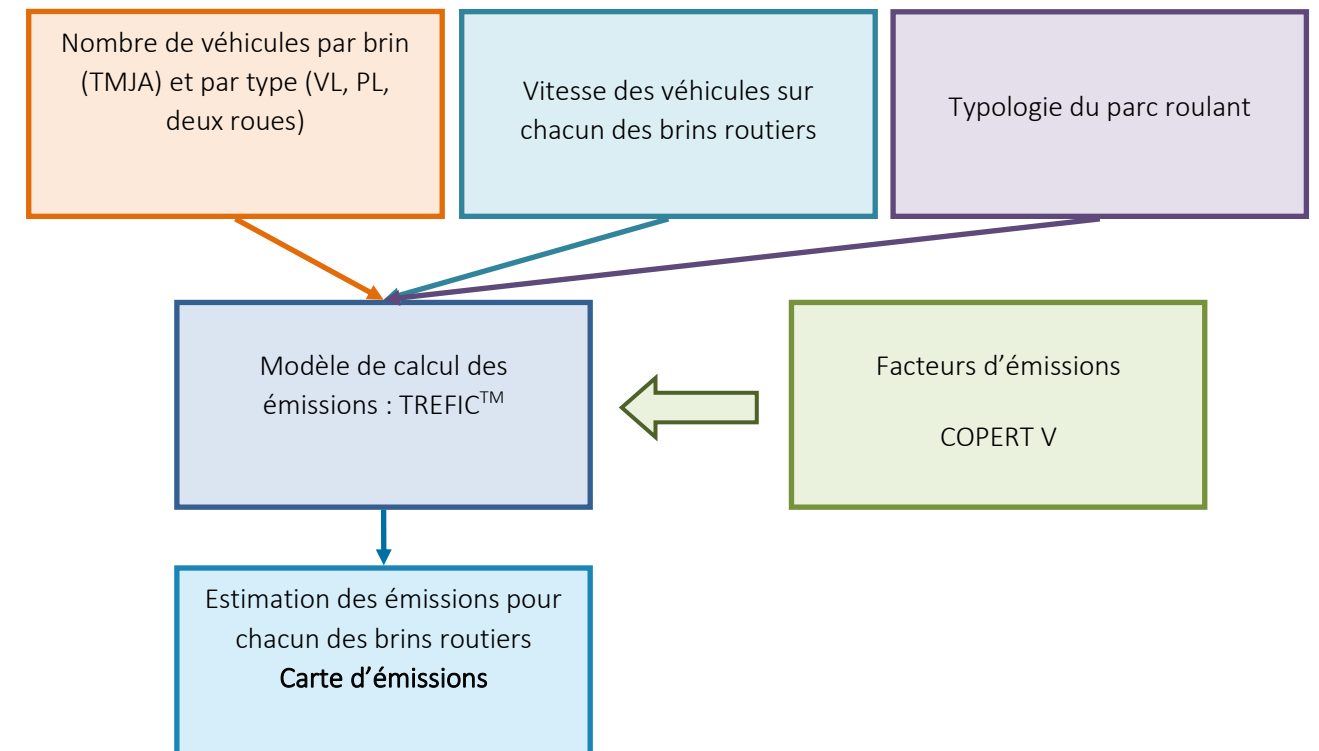 Nombre de véhicules par brin
(TMJA) et par type (VL, PL,
deux roues)
Vitesse des véhicules sur
chacun des brins routiers
Typologie du parc roulant
Modèle de calcul des
émissions : TREFIC™
Facteurs d’émissions
COPERT V
Estimation des émissions pour
chacun des brins routiers
Carte d’émissions